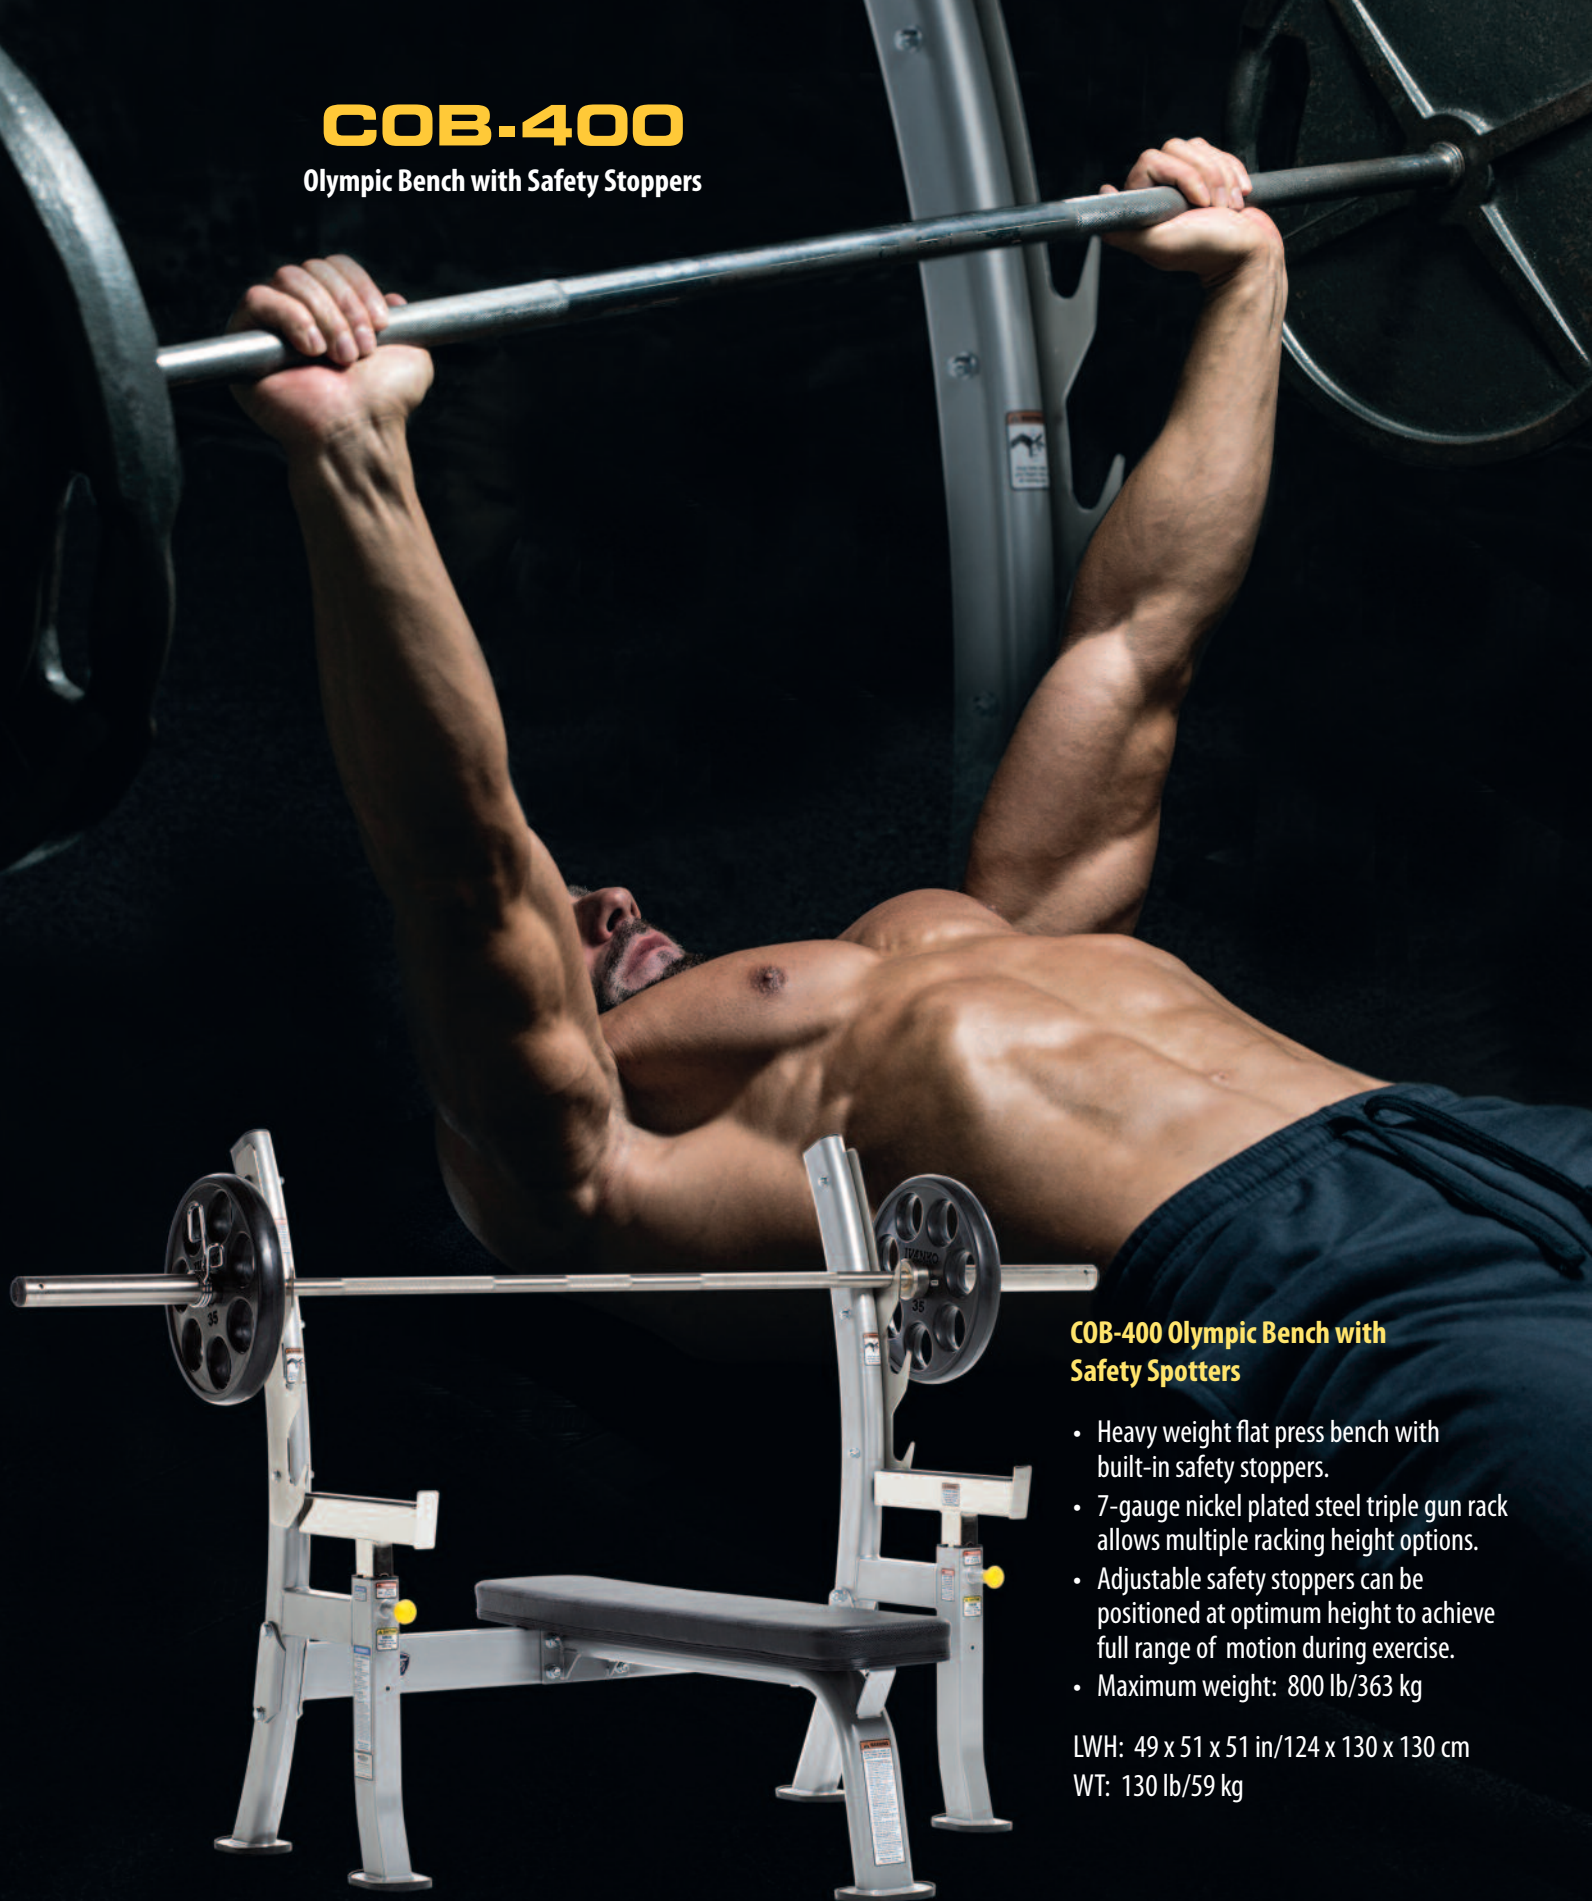 COB-400
Olympic Bench with Safety Stoppers
IVANKO
35
35
COB-400 Olympic Bench with
Safety Spotters
• Heavy weight flat press bench with
built-in safety stoppers.
• 7-gauge nickel plated steel triple gun rack
allows multiple racking height options.
• Adjustable safety stoppers can be
positioned at optimum height to achieve
full range of motion during exercise.
• Maximum weight: 800 lb/363 kg
LWH: 49 x 51 x 51 in/124 x 130 x 130 cm
WT: 130 lb/59 kg